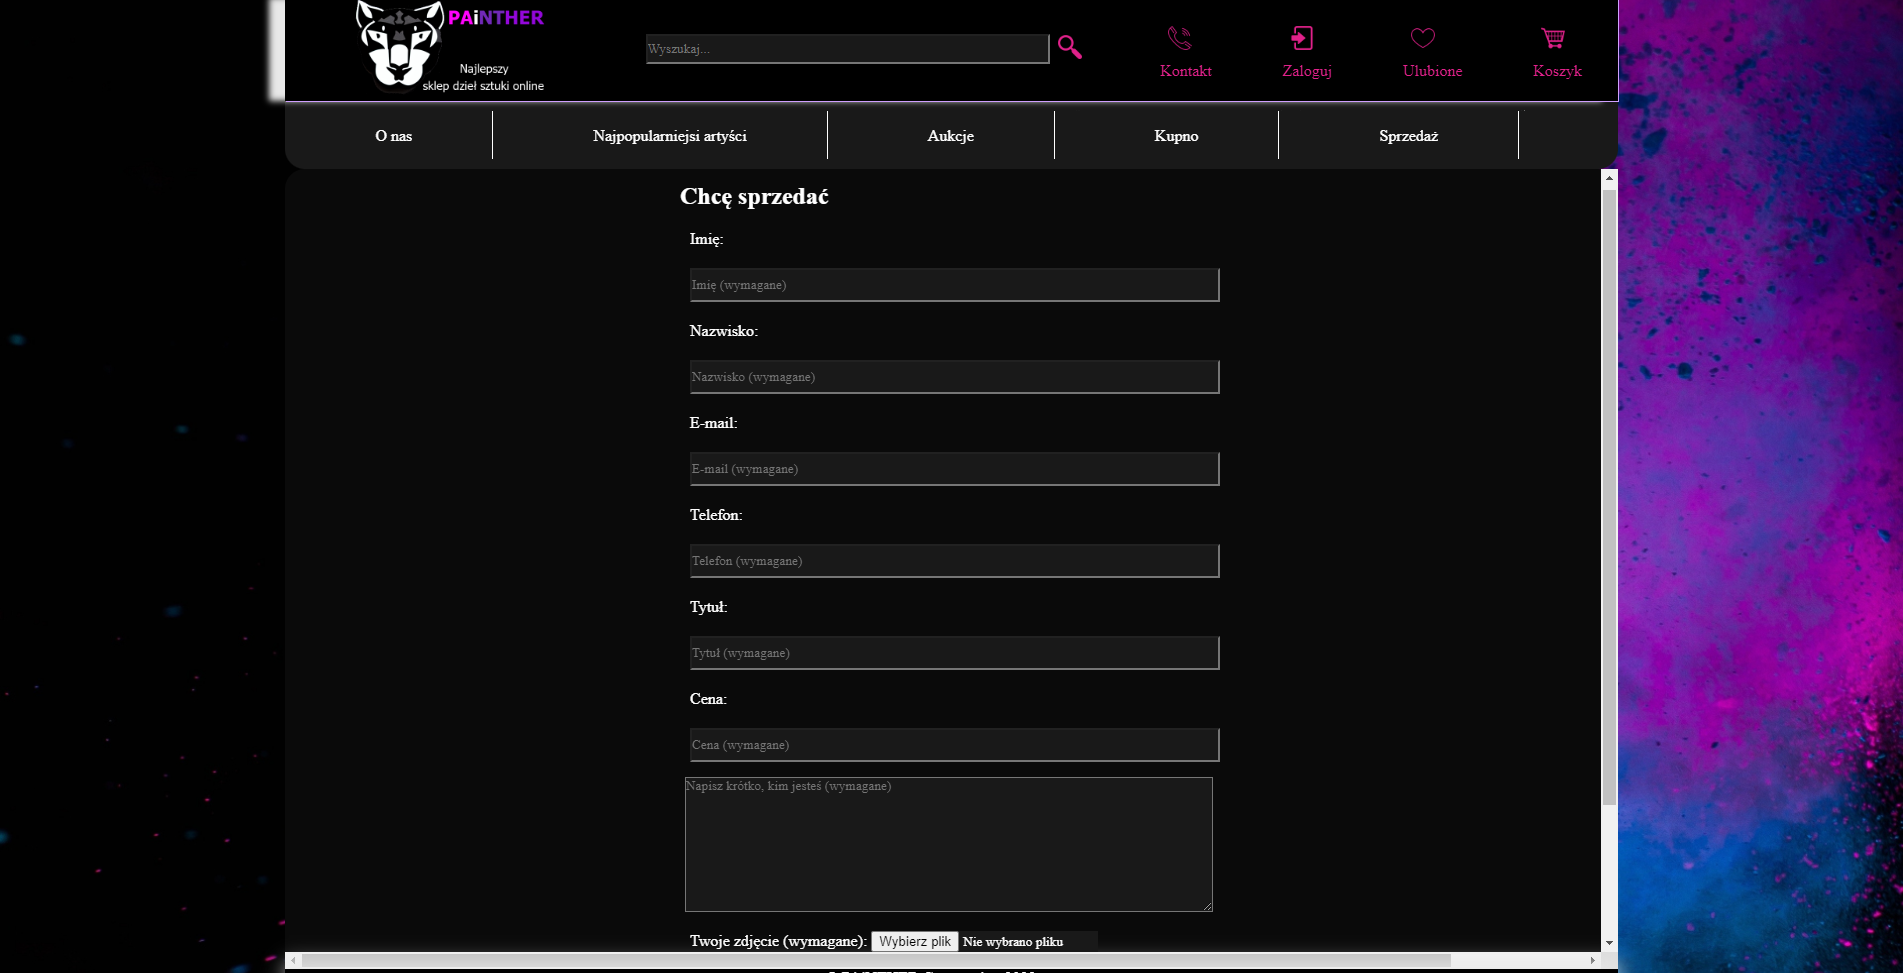 PAiNTHER
Najlepszy
sklep dzieł sztuki online
Wyszukaj...
Kontakt
Zaloguj
Ulubione
Koszyk
O nas
Najpopularniejsi artyści
Aukcje
Kupno
Sprzedaż
Chcę sprzedać
Imię:
Imię (wymagane)
Nazwisko:
Nazwisko (wymagane)
E-mail:
E-mail (wymagane)
Telefon:
Telefon (wymagane)
Tytuł:
Tytuł (wymagane)
Cena:
Cena (wymagane)
Napisz krótko, kim jesteś (wymagane)
Twoje zdjęcie (wymagane): Wybierz plik Nie wybrano pliku